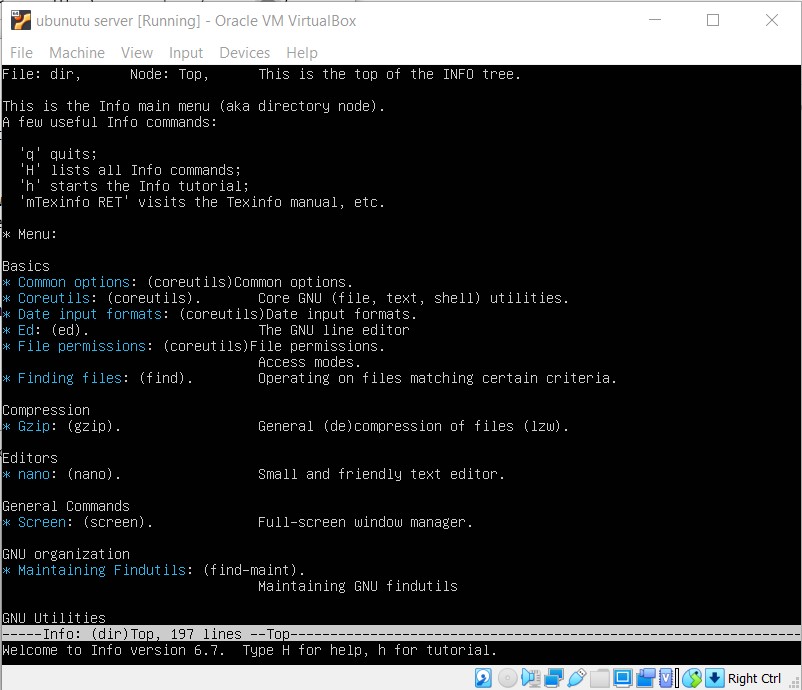 ubunutu server [Running] - Oracle VM VirtualBox
File Machine View Input Devices Help
File: dir,      Node: Top,      This is the top of the INFO tree.
This is the Info main menu (aka directory node).
A few useful Info commands:
'q' quits;
'H' lists all Info commands;
'h' starts the Info tutorial;
'mTexinfo RET' visits the Texinfo manual, etc.
* Menu:
Basics
* Common options: (coreutils)Common options.
* Coreutils: (coreutils).       Core GNU (file, text, shell) utilities.
* Date input formats: (coreutils)Date input formats.
* Ed: (ed).                     The GNU line editor
* File permissions: (coreutils)File permissions.
Access modes.
* Finding files: (find).        Operating on files matching certain criteria.
Compression
* Gzip: (gzip).                 General (de)compression of files (lzw).
Editors
* nano: (nano).                 Small and friendly text editor.
General Commands
* Screen: (screen).             Full-screen window manager.
GNU organization
* Maintaining Findutils: (find-maint).
Maintaining GNU findutils
GNU Utilities
-----Info: (dir)Top, 197 lines --Top-----------------------------------------------------------------
Welcome to Info version 6.7.  Type H for help, h for tutorial.
Right Ctrl